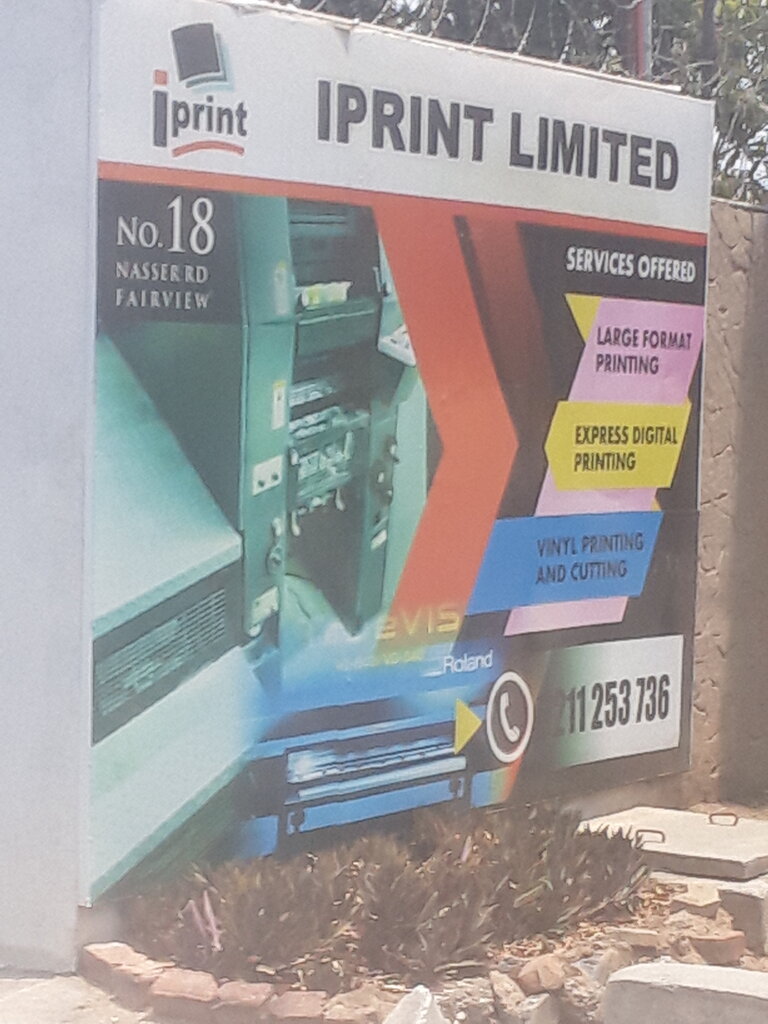 iprint
IPRINT LIMITED
No. 18
NASSER RD
FAIRVIEW
SERVICES OFFERED
LARGE FORMAT
PRINTING
EXPRESS DIGITAL
PRINTING
VINYL PRINTING
AND CUTTING
EVIS
Roland
211 253 736